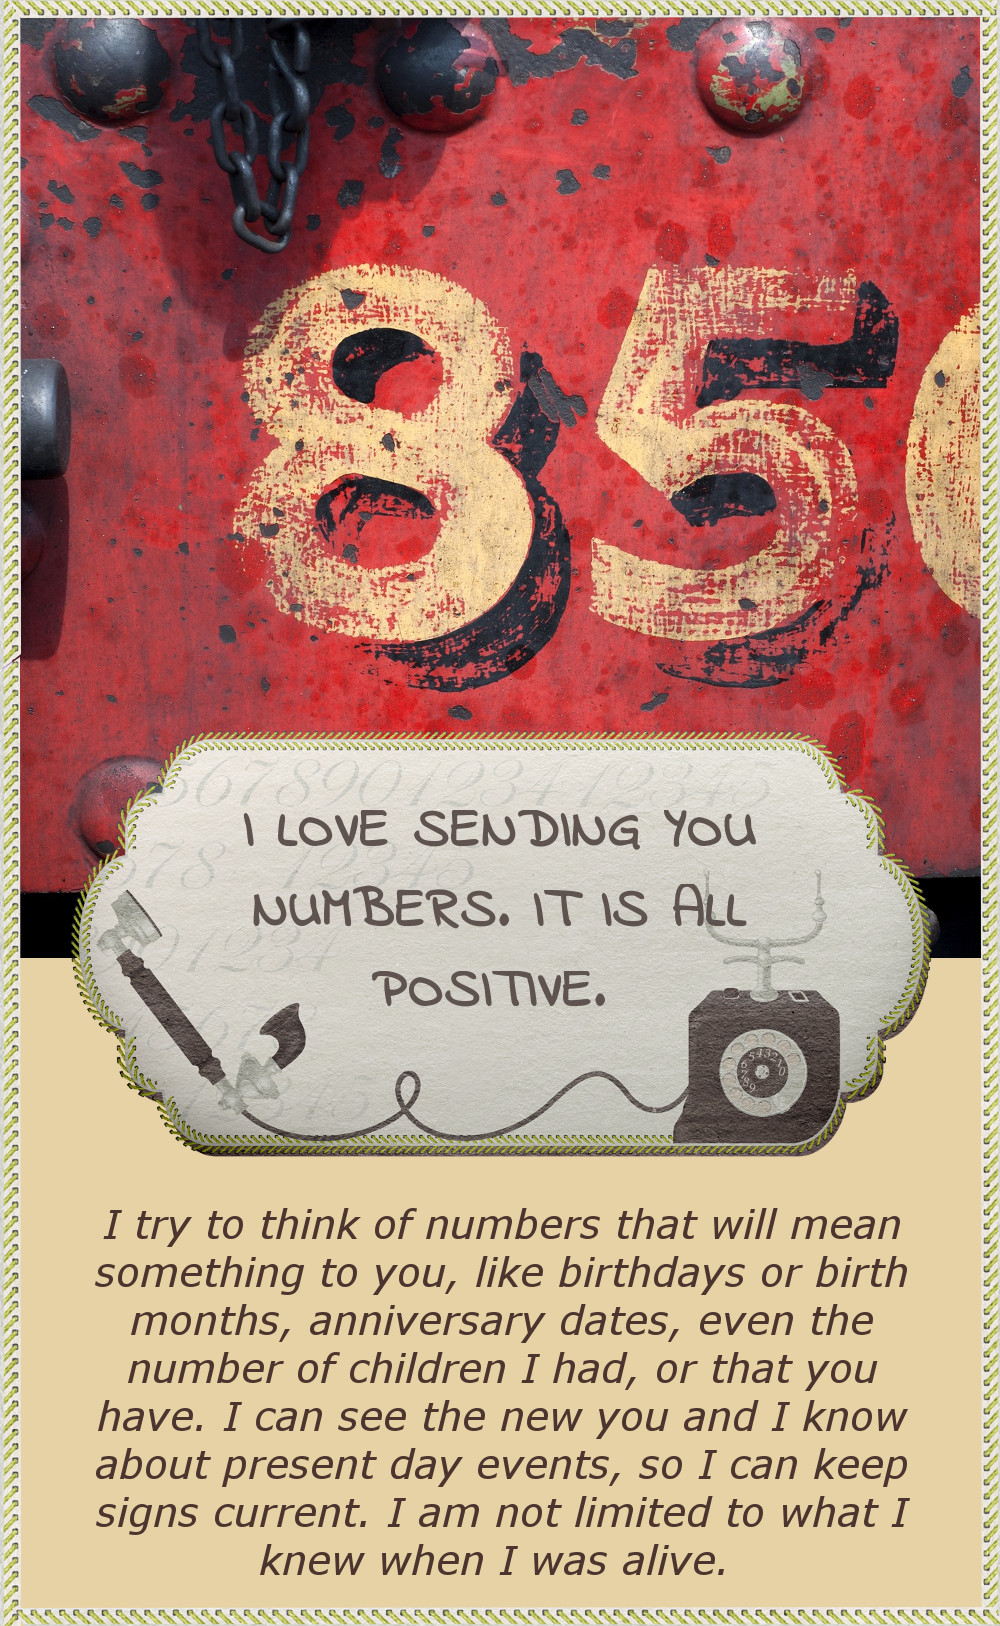 850
I LOVE SENDING YOU
NUMBERS. IT IS ALL
POSITIVE.
I try to think of numbers that will mean
something to you, like birthdays or birth
months, anniversary dates, even the
number of children I had, or that you
have. I can see the new you and I know
about present day events, so I can keep
signs current. I am not limited to what I
knew when I was alive.